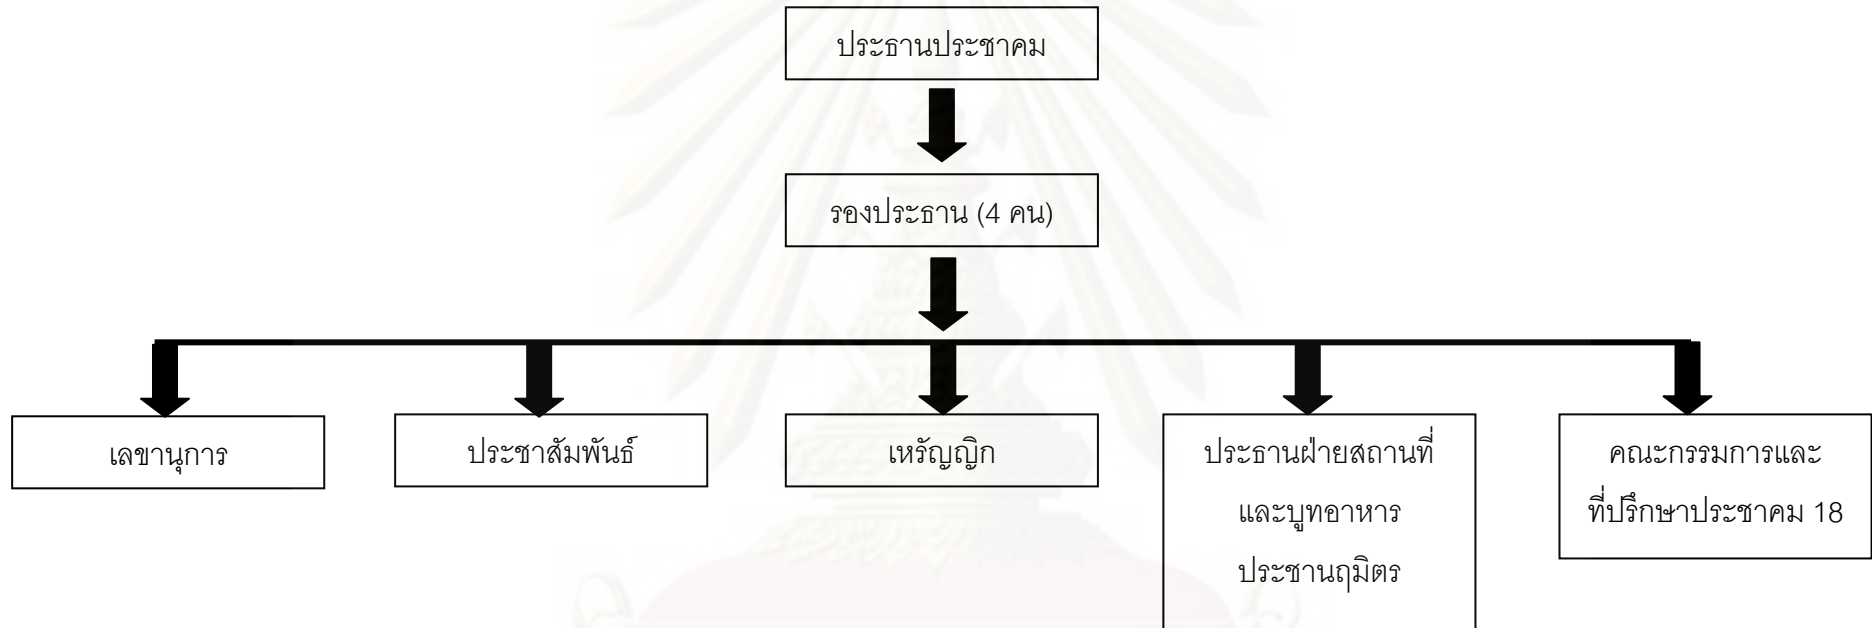 ประธานประชาคม
รองประธาน (4 คน)
เลขานุการ
ประชาสัมพันธ์
เหรัญญิก
ประธานฝ่ายสถานที่
และบูทอาหาร
ประชานฤมิตร
คณะกรรมการและ
ที่ปรึกษาประชาคม 18